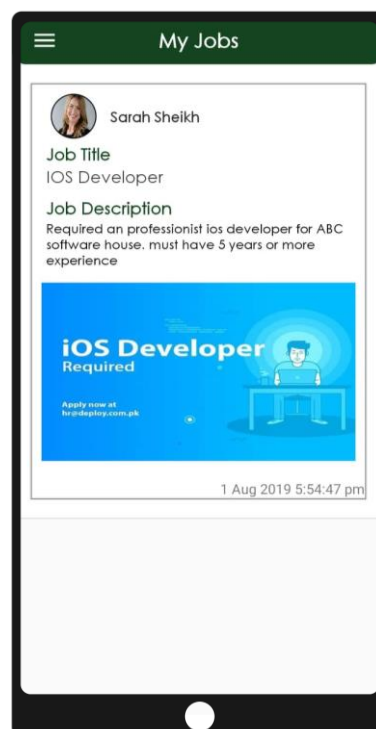 My Jobs
Sarah Sheikh
Job Title
IOS Developer
Job Description
Required an professionist ios developer for ABC
software house. must have 5 years or more
experience
iOS Developer
Required
Apply now at
hr@deploy.com.pk
1 Aug 2019 5:54:47 pm